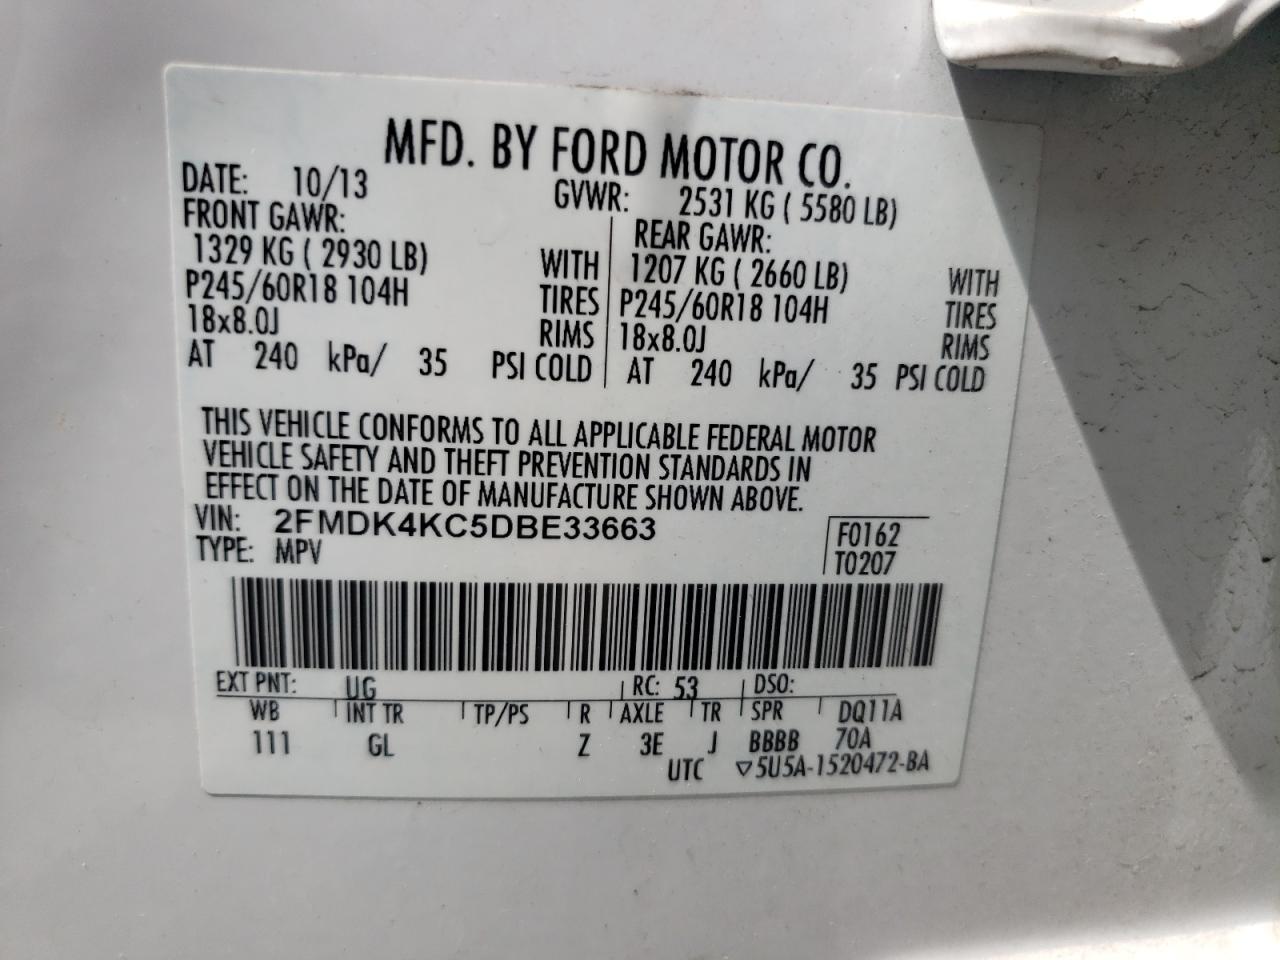 MFD. BY FORD MOTOR CO.
DATE: 10/13 GVWR: 2531 KG ( 5580 LB)
FRONT GAWR: REAR GAWR:
1329 KG ( 2930 LB) WITH 1207 KG ( 2660 LB) WITH
P245/60R18 104H TIRES P245/60R18 104H TIRES
18x8.0J RIMS 18x8.0J RIMS
AT 240 kPa/ 35 PSI COLD AT 240 kPa/ 35 PSI COLD
THIS VEHICLE CONFORMS TO ALL APPLICABLE FEDERAL MOTOR
VEHICLE SAFETY AND THEFT PREVENTION STANDARDS IN
EFFECT ON THE DATE OF MANUFACTURE SHOWN ABOVE.
VIN: 2FMDK4KC5DBE33663 F0162
TYPE: MPV T0207
EXT PNT: UG RC: 53 DSO:
WB INT TR TP/PS R AXLE TR SPR DQ11A
111 GL Z 3E J BBBB 70A
UTC ▽5U5A-1520472-BA